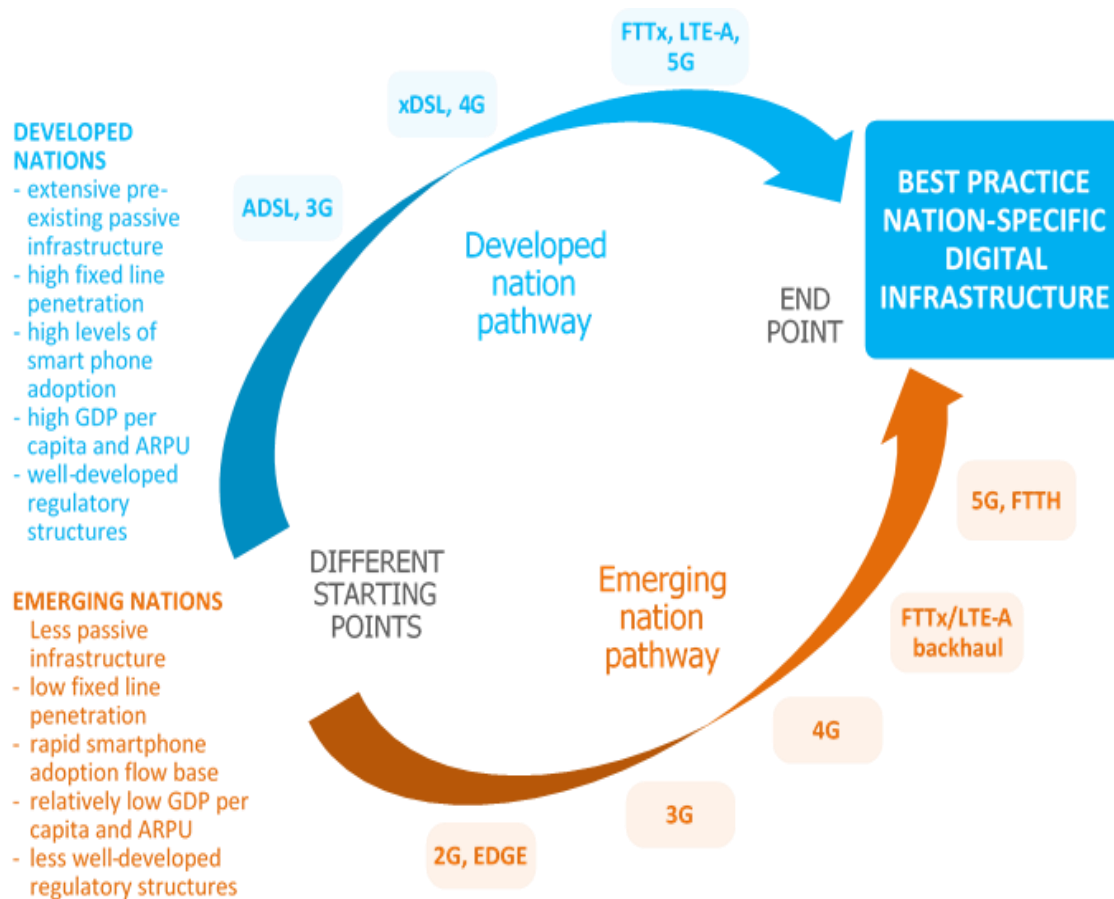 FTTx, LTE-A,
5G
xDSL, 4G
ADSL, 3G
DEVELOPED
NATIONS
- extensive pre-
existing passive
infrastructure
- high fixed line
penetration
- high levels of
smart phone
adoption
- high GDP per
capita and ARPU
- well-developed
regulatory
structures
Developed
nation
pathway
END
POINT
BEST PRACTICE
NATION-SPECIFIC
DIGITAL
INFRASTRUCTURE
DIFFERENT
STARTING
POINTS
EMERGING NATIONS
Less passive
infrastructure
- low fixed line
penetration
- rapid smartphone
adoption flow base
- relatively low GDP per
capita and ARPU
- less well-developed
regulatory structures
Emerging
nation
pathway
2G, EDGE
3G
4G
FTTx/LTE-A
backhaul
5G, FTTH